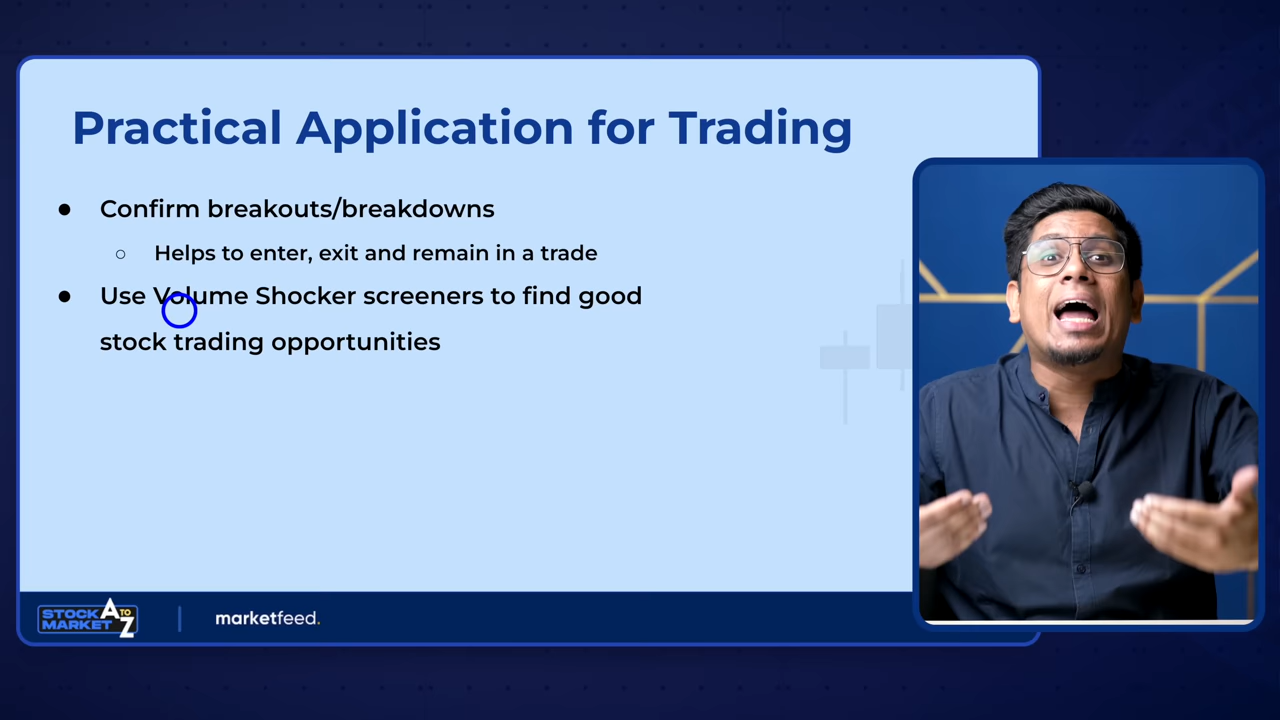 Practical Application for Trading
● Confirm breakouts/breakdowns
○ Helps to enter, exit and remain in a trade
● Use Volume Shocker screeners to find good
stock trading opportunities
STOCK MARKET A TO Z
marketfeed.